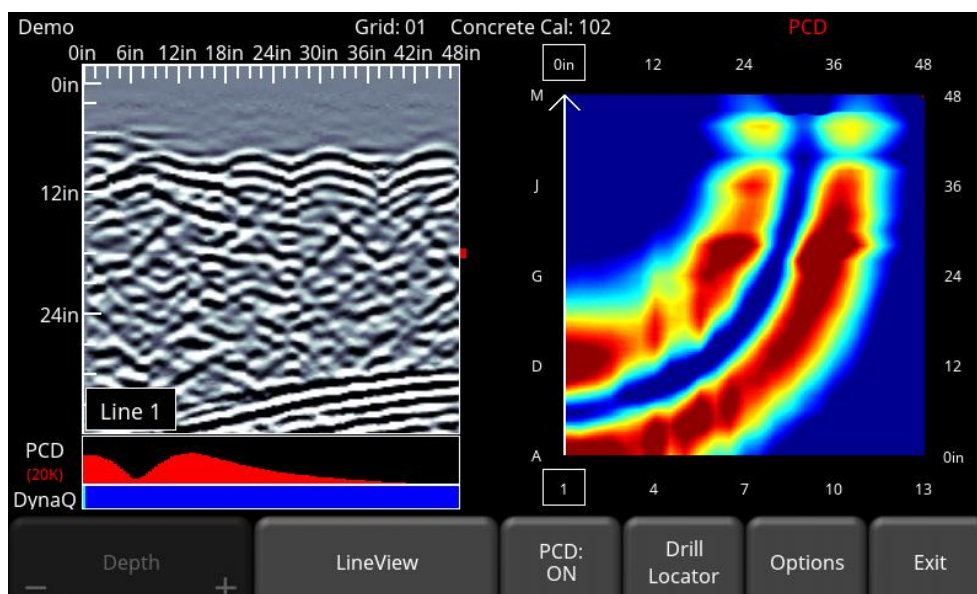 Demo Grid: 01 Concrete Cal: 102 PCD
0in 6in 12in 18in 24in 30in 36in 42in 48in
0in
12in
24in
Line 1
PCD
(20K)
DynaQ
0in 12 24 36 48
M 48
J 36
G 24
D 12
A 0in
1 4 7 10 13
Depth
− +
LineView
PCD:
ON
Drill
Locator
Options
Exit